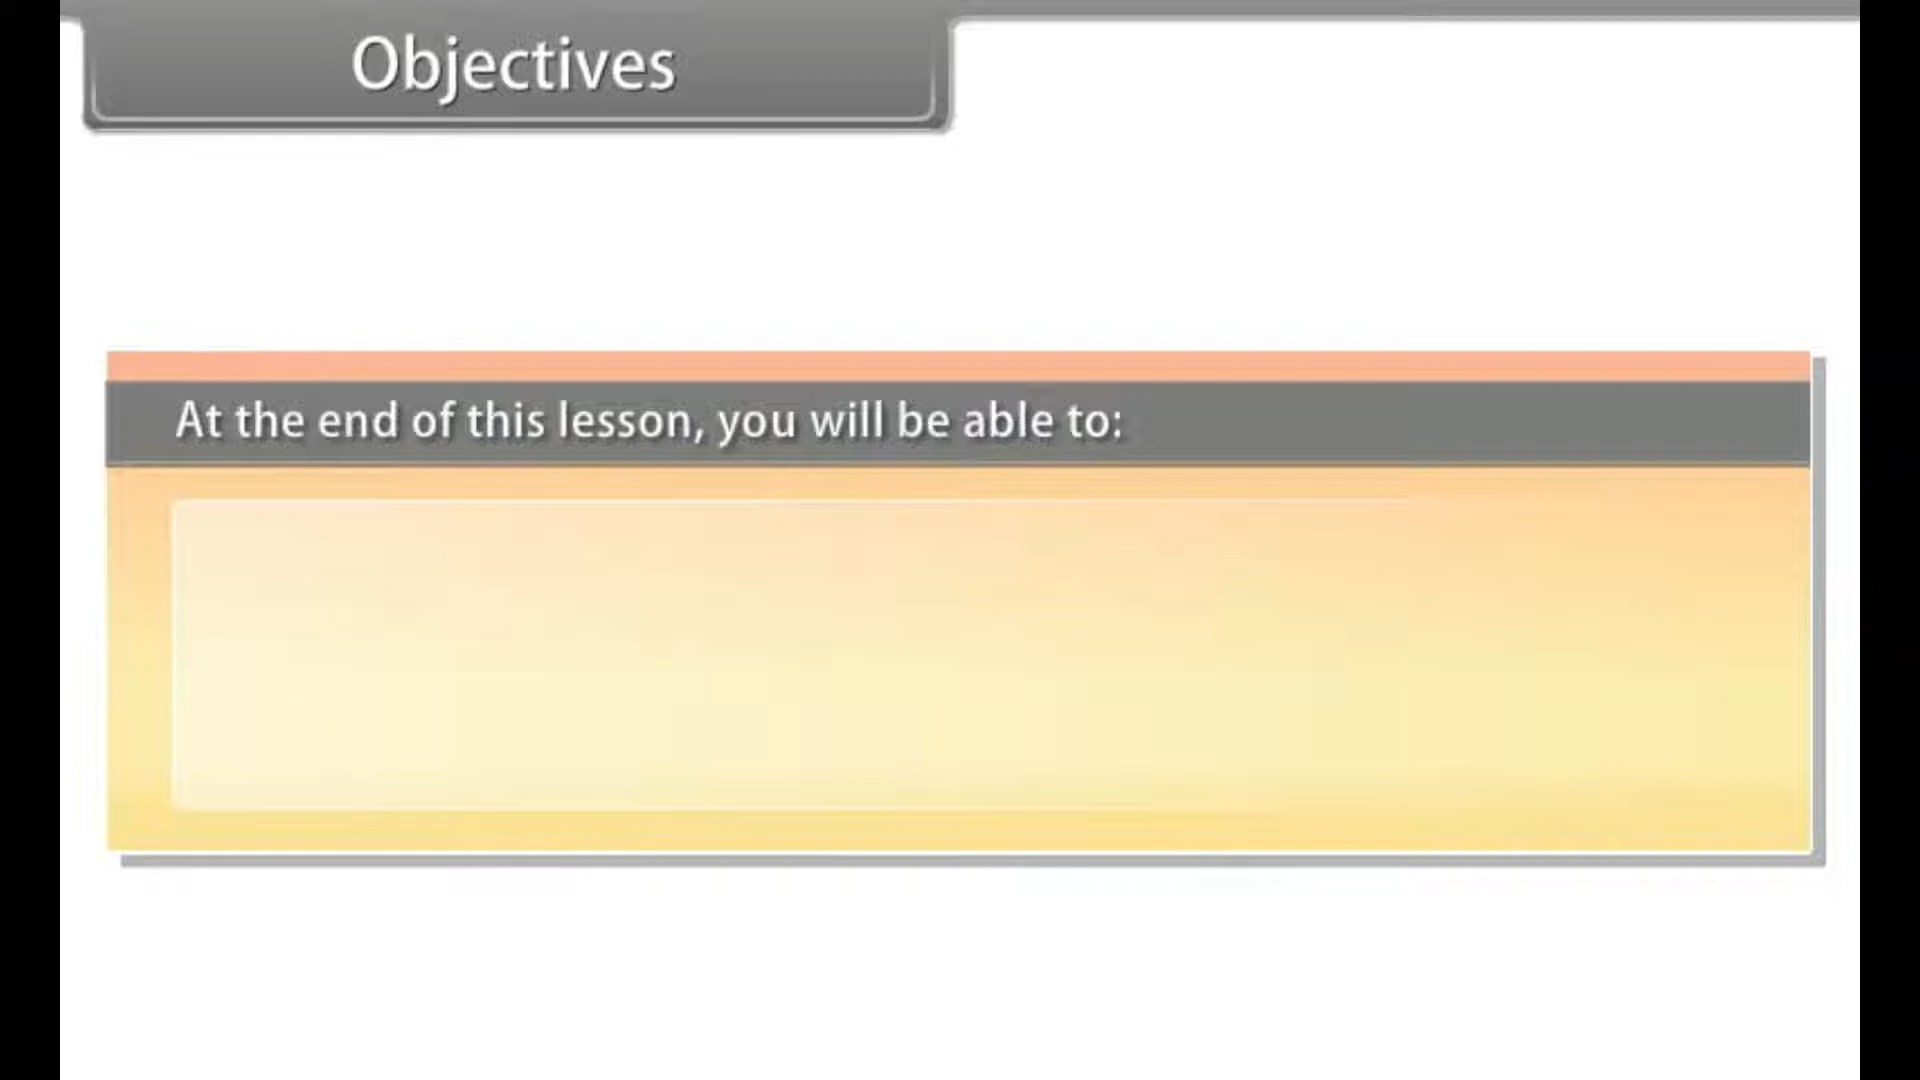 Objectives
At the end of this lesson, you will be able to: